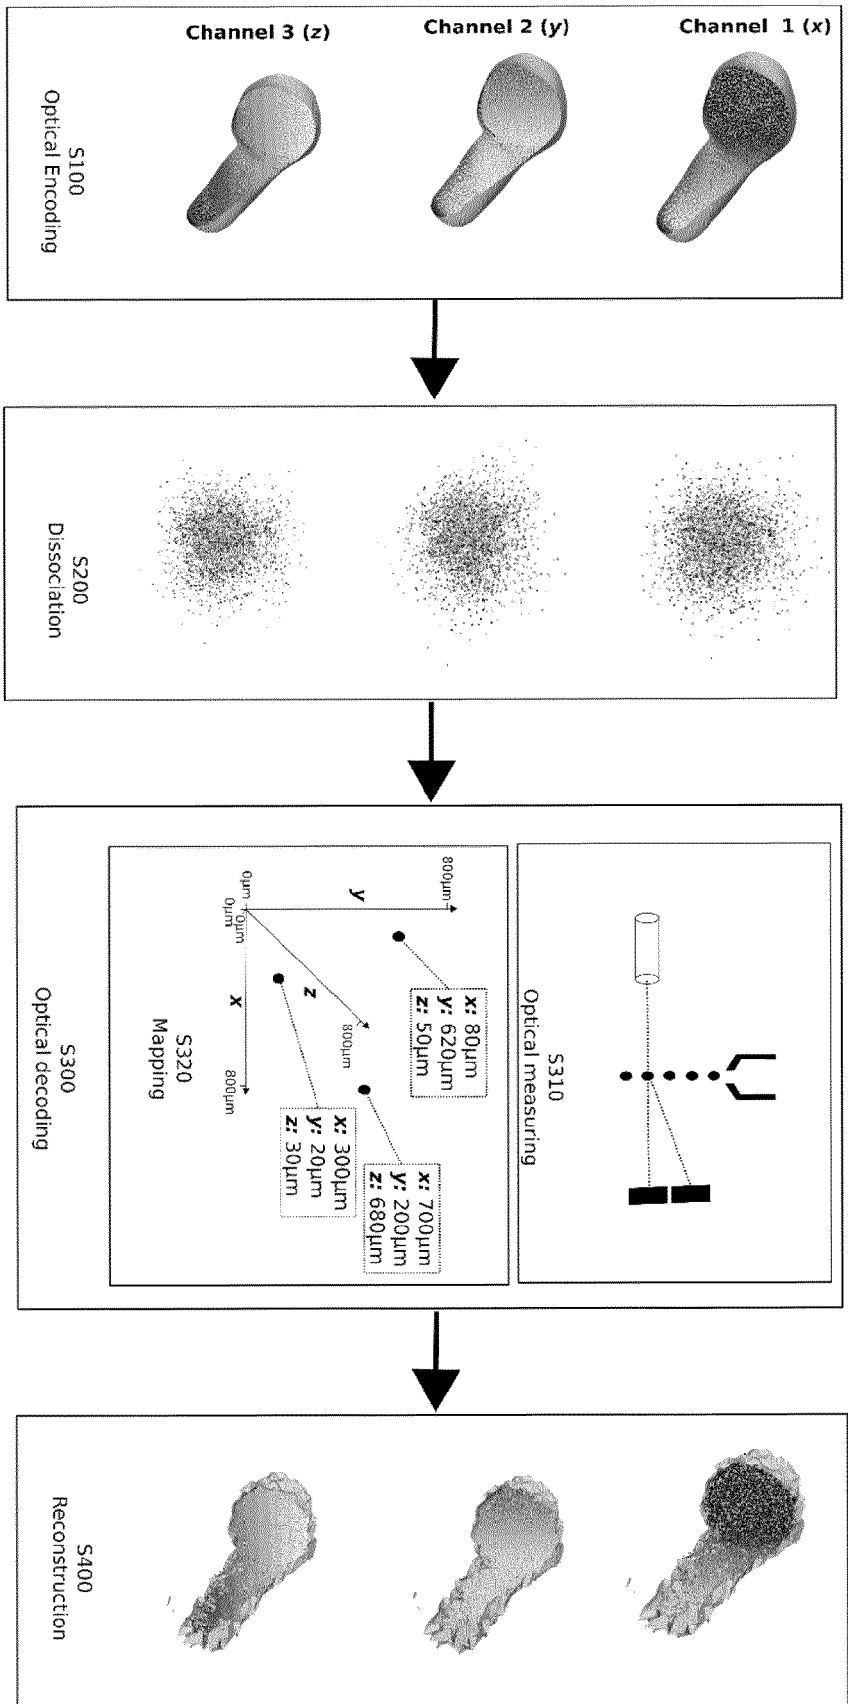 Channel 3 (z)
Channel 2 (y)
Channel 1 (x)
S100
Optical Encoding
S200
Dissociation
S310
Optical measuring
800µm
y
0µm
0µm
0µm
z
800µm
x
800µm
x: 80µm
y: 620µm
z: 50µm
x: 700µm
y: 200µm
z: 680µm
x: 300µm
y: 20µm
z: 30µm
S320
Mapping
S300
Optical decoding
S400
Reconstruction